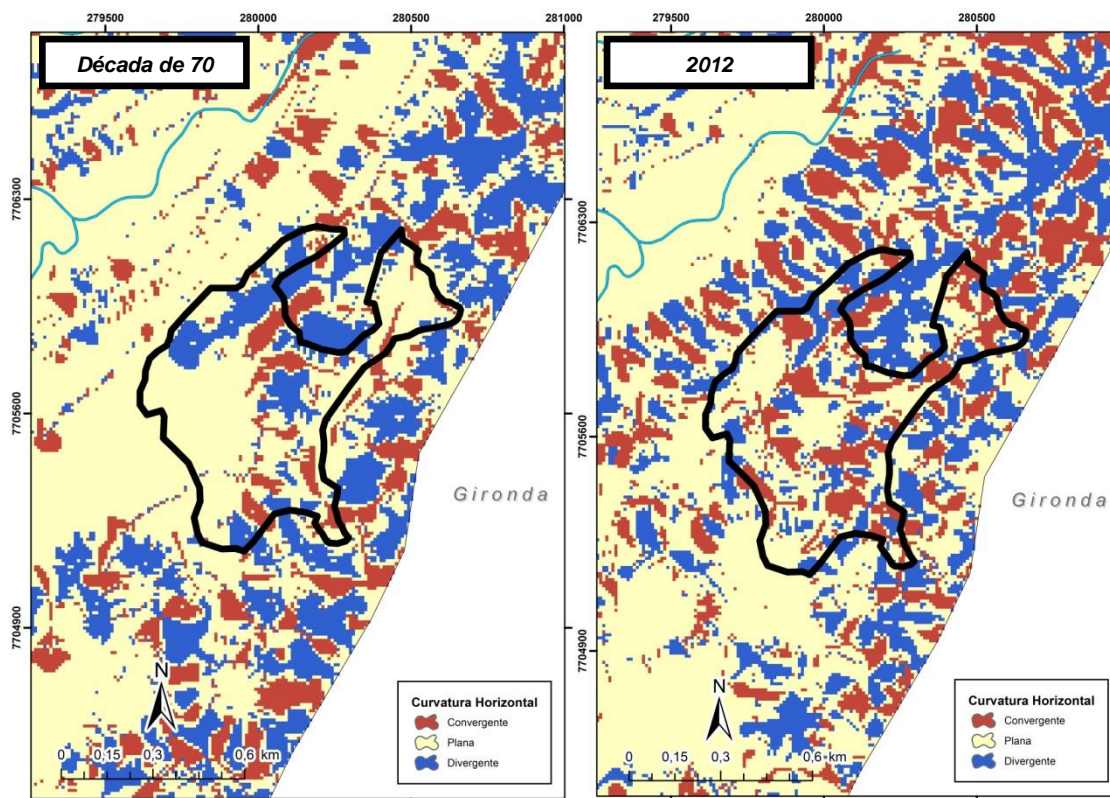 279500 280000 280500 281000
Década de 70
7706300
7705600
7704900
Gironda
N
0 0,15 0,3 0,6 km
Curvatura Horizontal
Convergente
Plana
Divergente
279500 280000 280500
2012
7706300
7705600
7704900
Gironda
N
0 0,15 0,3 0,6 km
Curvatura Horizontal
Convergente
Plana
Divergente